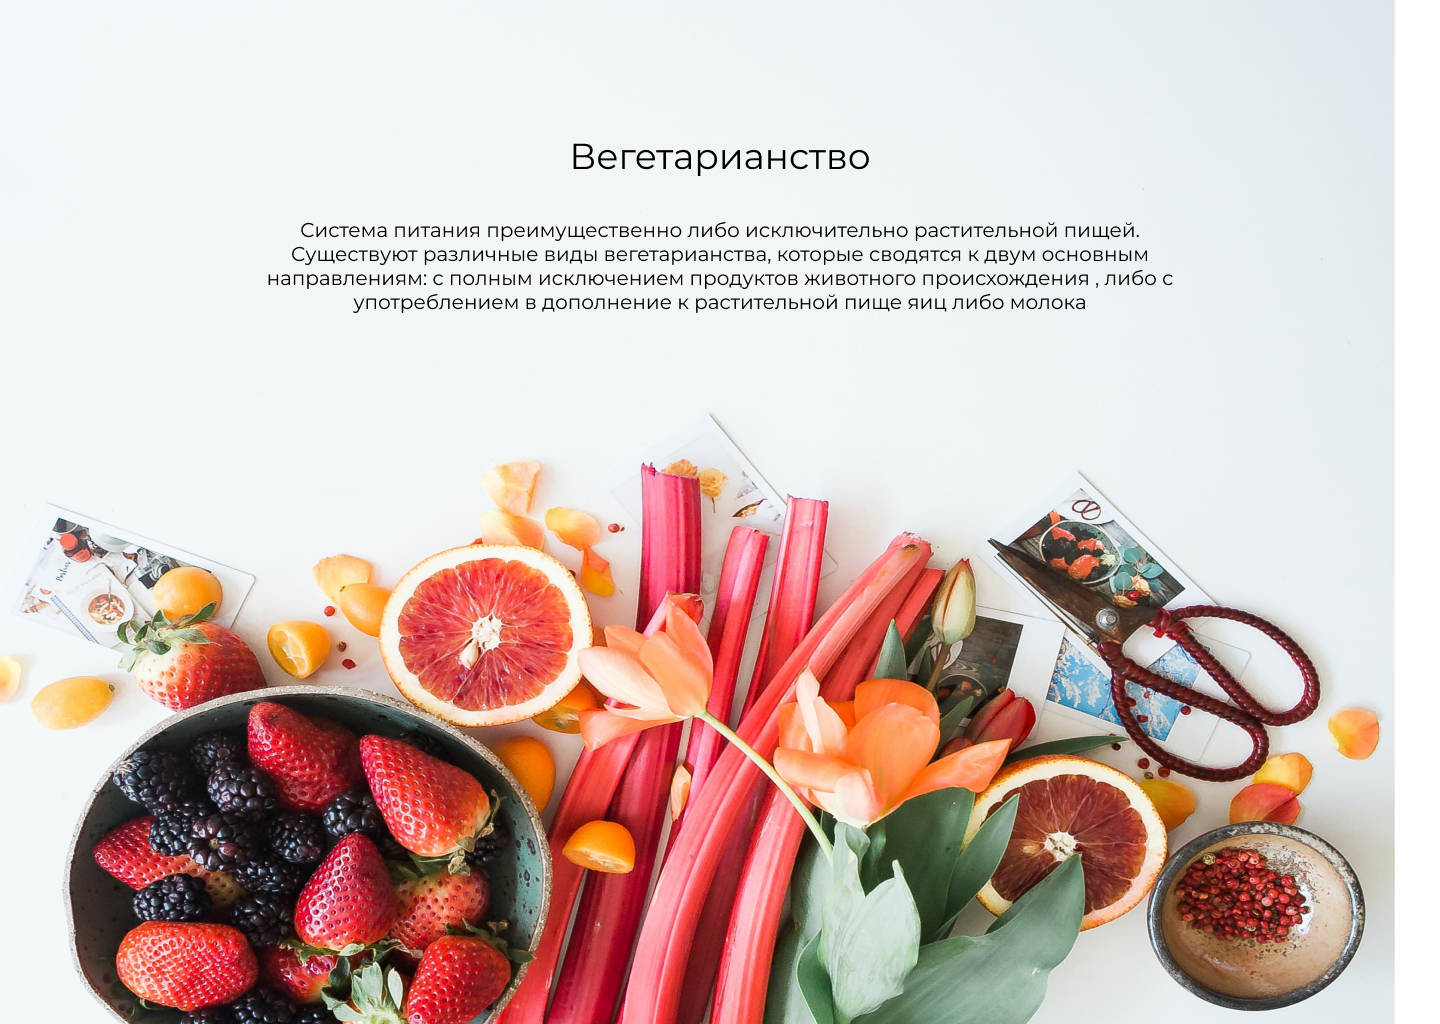 Вегетарианство
Система питания преимущественно либо исключительно растительной пищей.
Существуют различные виды вегетарианства, которые сводятся к двум основным
направлениям: с полным исключением продуктов животного происхождения , либо с
употреблением в дополнение к растительной пище яиц либо молока